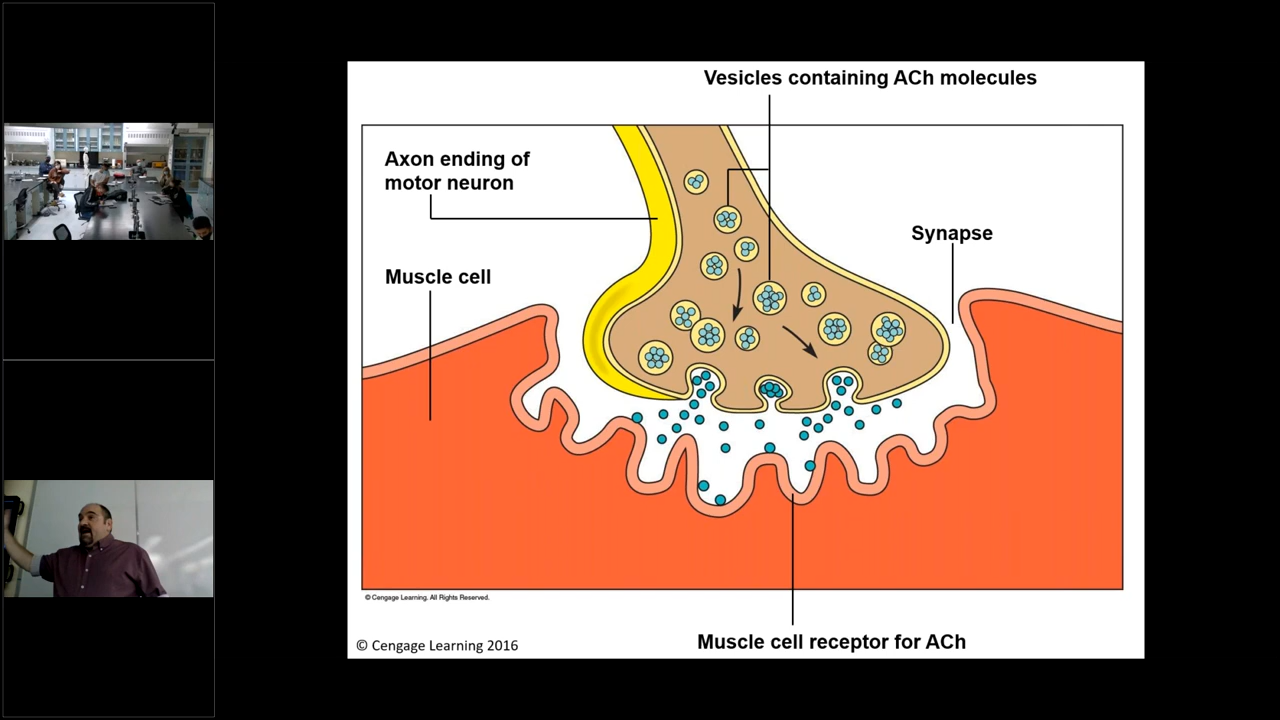 Vesicles containing ACh molecules
Axon ending of
motor neuron
Synapse
Muscle cell
© Cengage Learning. All Rights Reserved.
© Cengage Learning 2016
Muscle cell receptor for ACh